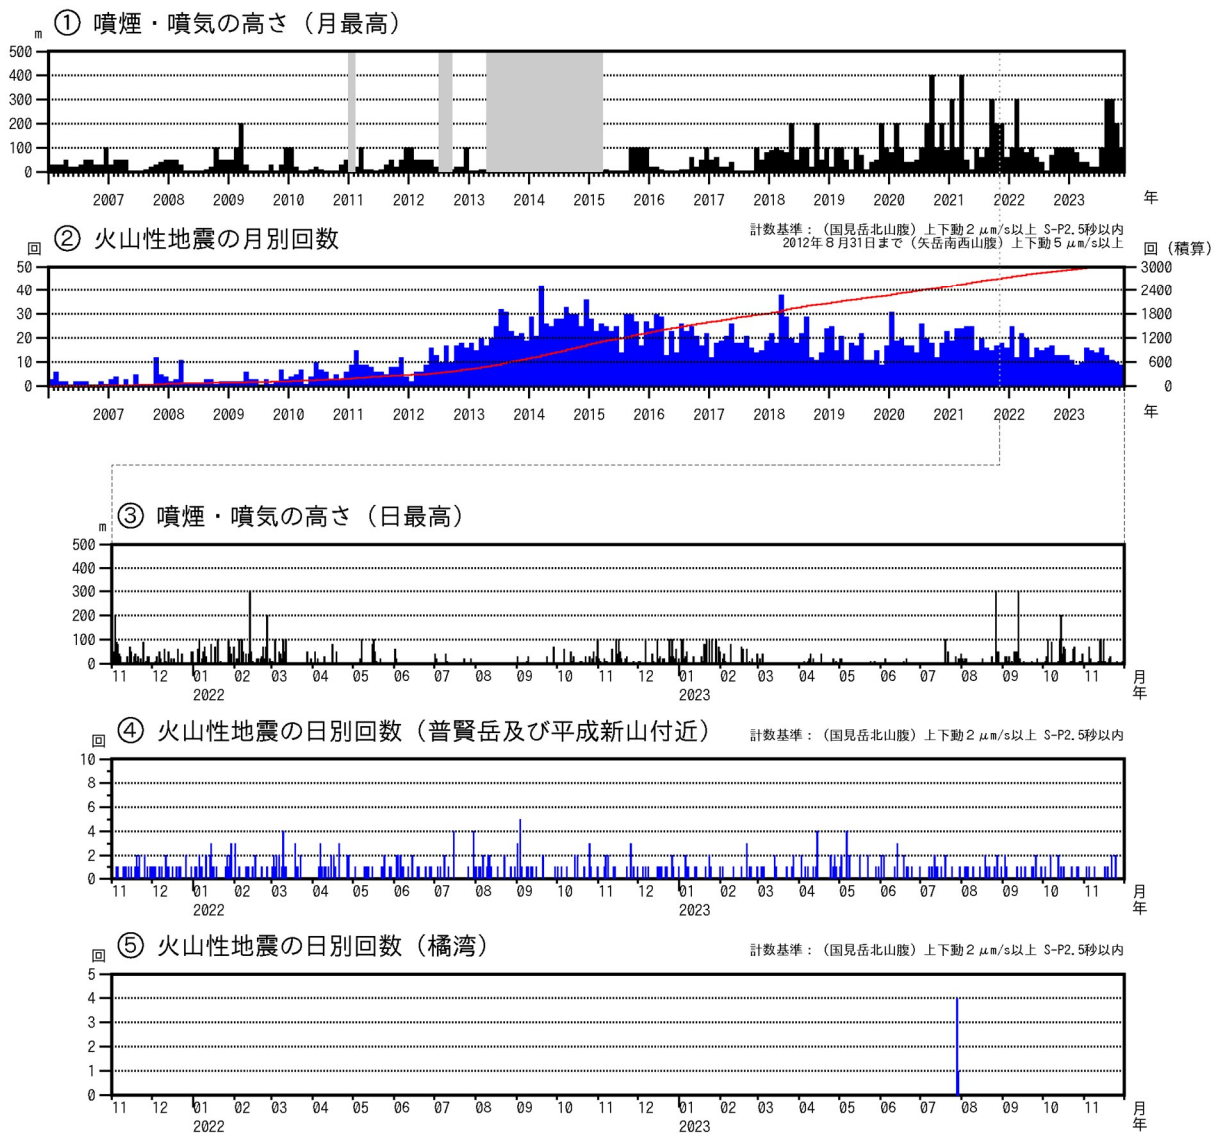 ① 噴煙・噴気の高さ（月最高）
m
500
400
300
200
100
0
2007 2008 2009 2010 2011 2012 2013 2014 2015 2016 2017 2018 2019 2020 2021 2022 2023 年
② 火山性地震の月別回数
計数基準：（国見岳北山腹）上下動２μm/s以上 S-P2.5秒以内
2012年８月31日まで（矢岳南西山腹）上下動５μm/s以上
回
回（積算）
50 3000
40 2400
30 1800
20 1200
10 600
0 0
2007 2008 2009 2010 2011 2012 2013 2014 2015 2016 2017 2018 2019 2020 2021 2022 2023 年
③ 噴煙・噴気の高さ（日最高）
m
500
400
300
200
100
0
11 12 01 02 03 04 05 06 07 08 09 10 11 12 01 02 03 04 05 06 07 08 09 10 11 月
2022 2023 年
④ 火山性地震の日別回数（普賢岳及び平成新山付近）
計数基準：（国見岳北山腹）上下動２μm/s以上 S-P2.5秒以内
回
10
8
6
4
2
0
11 12 01 02 03 04 05 06 07 08 09 10 11 12 01 02 03 04 05 06 07 08 09 10 11 月
2022 2023 年
⑤ 火山性地震の日別回数（橘湾）
計数基準：（国見岳北山腹）上下動２μm/s以上 S-P2.5秒以内
回
5
4
3
2
1
0
11 12 01 02 03 04 05 06 07 08 09 10 11 12 01 02 03 04 05 06 07 08 09 10 11 月
2022 2023 年